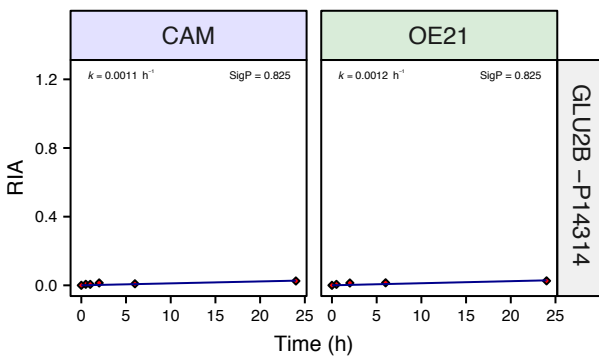 CAM
OE21
k = 0.0011 h⁻¹
SigP = 0.825
k = 0.0012 h⁻¹
SigP = 0.825
GLU2B −P14314
RIA
1.2
0.8
0.4
0.0
0 5 10 15 20 25
0 5 10 15 20 25
Time (h)